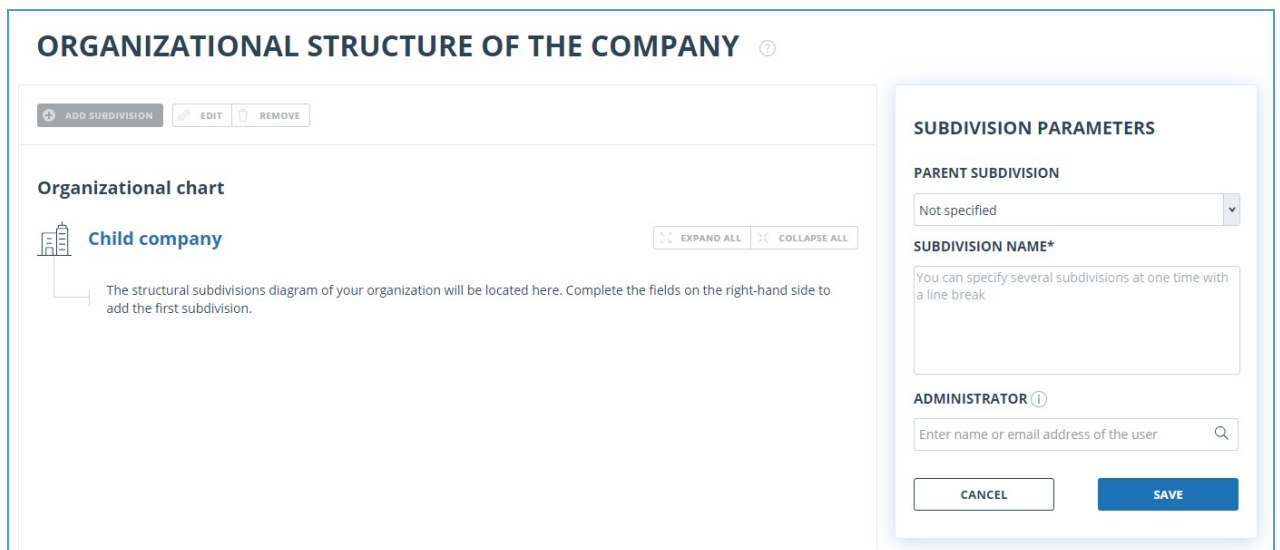 ORGANIZATIONAL STRUCTURE OF THE COMPANY ?
ADD SUBDIVISION EDIT REMOVE
Organizational chart
Child company
EXPAND ALL COLLAPSE ALL
The structural subdivisions diagram of your organization will be located here. Complete the fields on the right-hand side to
add the first subdivision.
SUBDIVISION PARAMETERS
PARENT SUBDIVISION
Not specified
SUBDIVISION NAME*
You can specify several subdivisions at one time with
a line break
ADMINISTRATOR i
Enter name or email address of the user
CANCEL SAVE